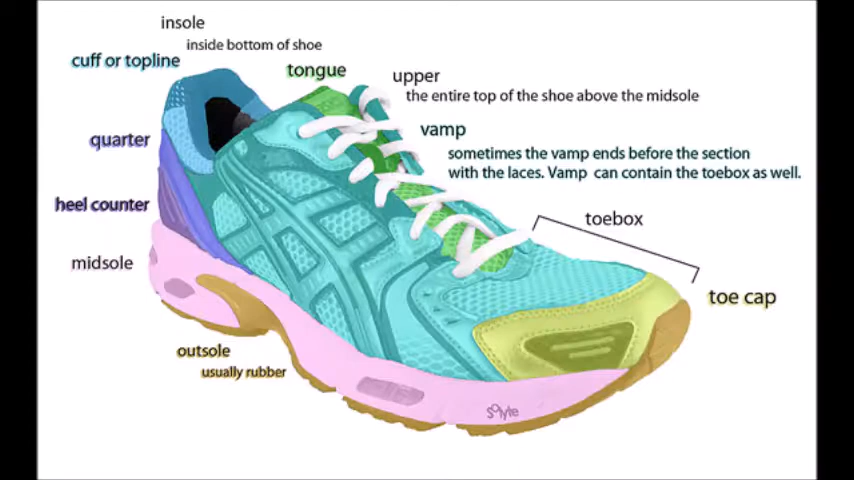 insole
inside bottom of shoe
cuff or topline
tongue
upper
the entire top of the shoe above the midsole
vamp
sometimes the vamp ends before the section
with the laces. Vamp can contain the toebox as well.
quarter
heel counter
toebox
midsole
toe cap
outsole
usually rubber
solyte